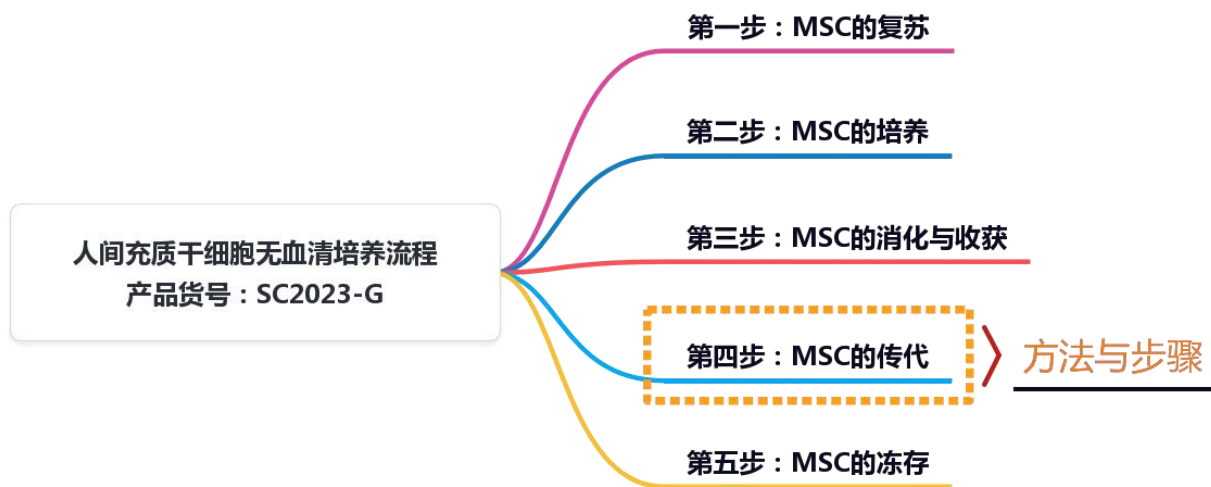 第一步：MSC的复苏
第二步：MSC的培养
人间充质干细胞无血清培养流程
产品货号：SC2023-G
第三步：MSC的消化与收获
第四步：MSC的传代
方法与步骤
第五步：MSC的冻存